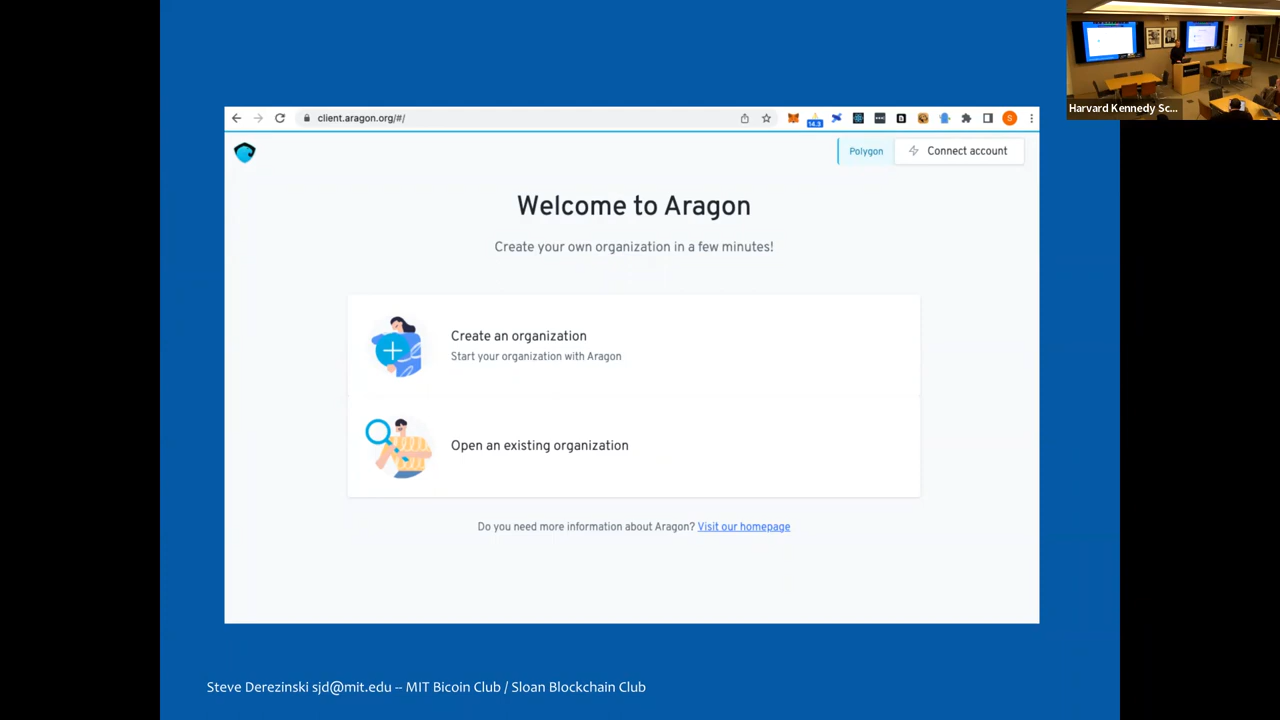 Harvard Kennedy Sc...
client.aragon.org/#/
14.3
S
Polygon
Connect account
Welcome to Aragon
Create your own organization in a few minutes!
Create an organization
Start your organization with Aragon
Open an existing organization
Do you need more information about Aragon? Visit our homepage
Steve Derezinski sjd@mit.edu – MIT Bicoin Club / Sloan Blockchain Club